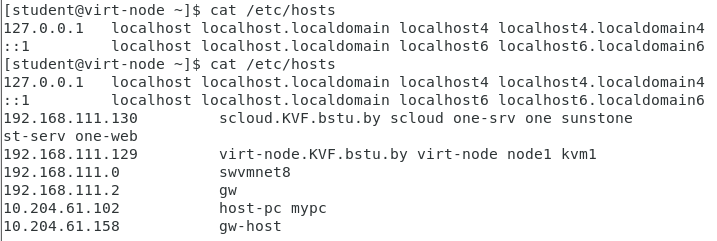 [student@virt-node ~]$ cat /etc/hosts
127.0.0.1   localhost localhost.localdomain localhost4 localhost4.localdomain4
::1         localhost localhost.localdomain localhost6 localhost6.localdomain6
[student@virt-node ~]$ cat /etc/hosts
127.0.0.1   localhost localhost.localdomain localhost4 localhost4.localdomain4
::1         localhost localhost.localdomain localhost6 localhost6.localdomain6
192.168.111.130         scloud.KVF.bstu.by scloud one-srv one sunstone
st-serv one-web
192.168.111.129         virt-node.KVF.bstu.by virt-node node1 kvm1
192.168.111.0           swvmnet8
192.168.111.2           gw
10.204.61.102           host-pc mypc
10.204.61.158           gw-host